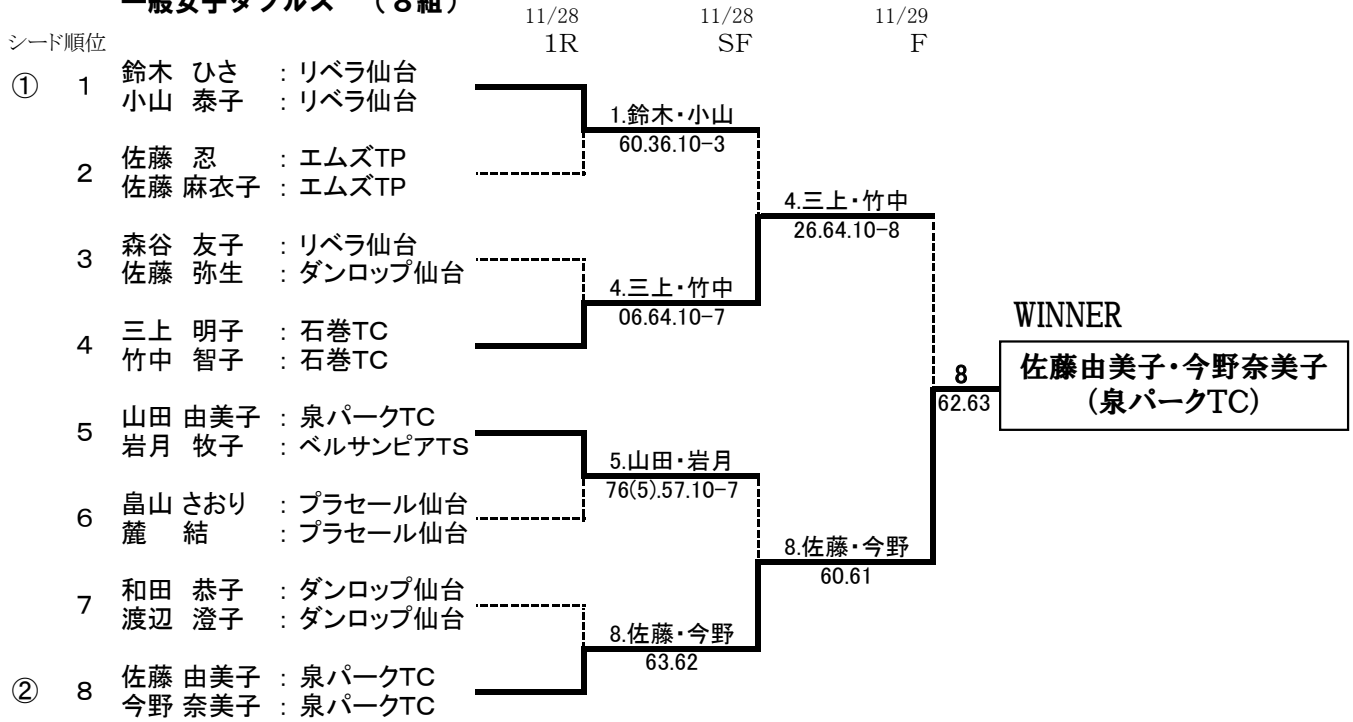 一般女子ダブルス （８組）
11/28 11/28 11/29
シード順位 1R SF F
① 1 鈴木 ひさ : リベラ仙台
小山 泰子 : リベラ仙台
1.鈴木・小山
60.36.10-3
2 佐藤 忍 : エムズTP
佐藤 麻衣子 : エムズTP
4.三上・竹中
26.64.10-8
3 森谷 友子 : リベラ仙台
佐藤 弥生 : ダンロップ仙台
4.三上・竹中
06.64.10-7
4 三上 明子 : 石巻TC
竹中 智子 : 石巻TC
WINNER
8 佐藤由美子・今野奈美子
62.63 (泉パークTC)
5 山田 由美子 : 泉パークTC
岩月 牧子 : ベルサンピアTS
5.山田・岩月
76(5).57.10-7
6 畠山 さおり : プラセール仙台
麓 結 : プラセール仙台
8.佐藤・今野
60.61
7 和田 恭子 : ダンロップ仙台
渡辺 澄子 : ダンロップ仙台
8.佐藤・今野
63.62
② 8 佐藤 由美子 : 泉パークTC
今野 奈美子 : 泉パークTC